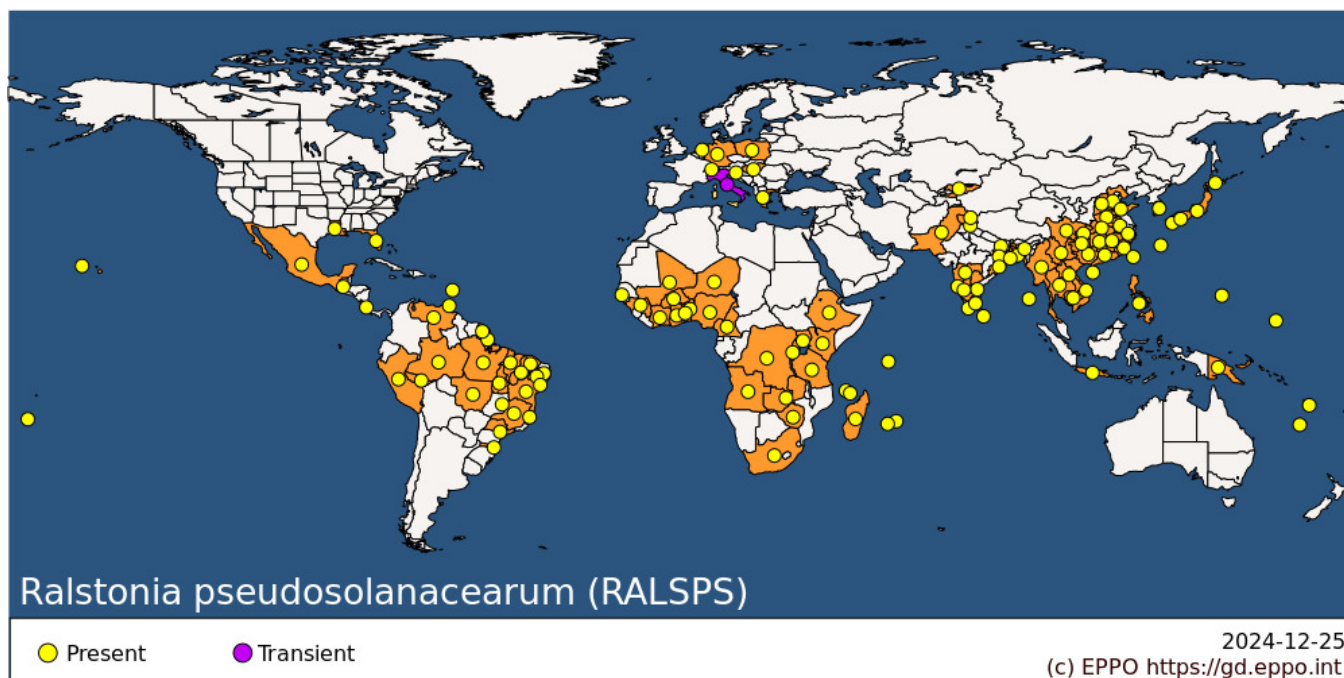 Ralstonia pseudosolanacearum (RALSPS)
Present
Transient
2024-12-25
(c) EPPO https://gd.eppo.int